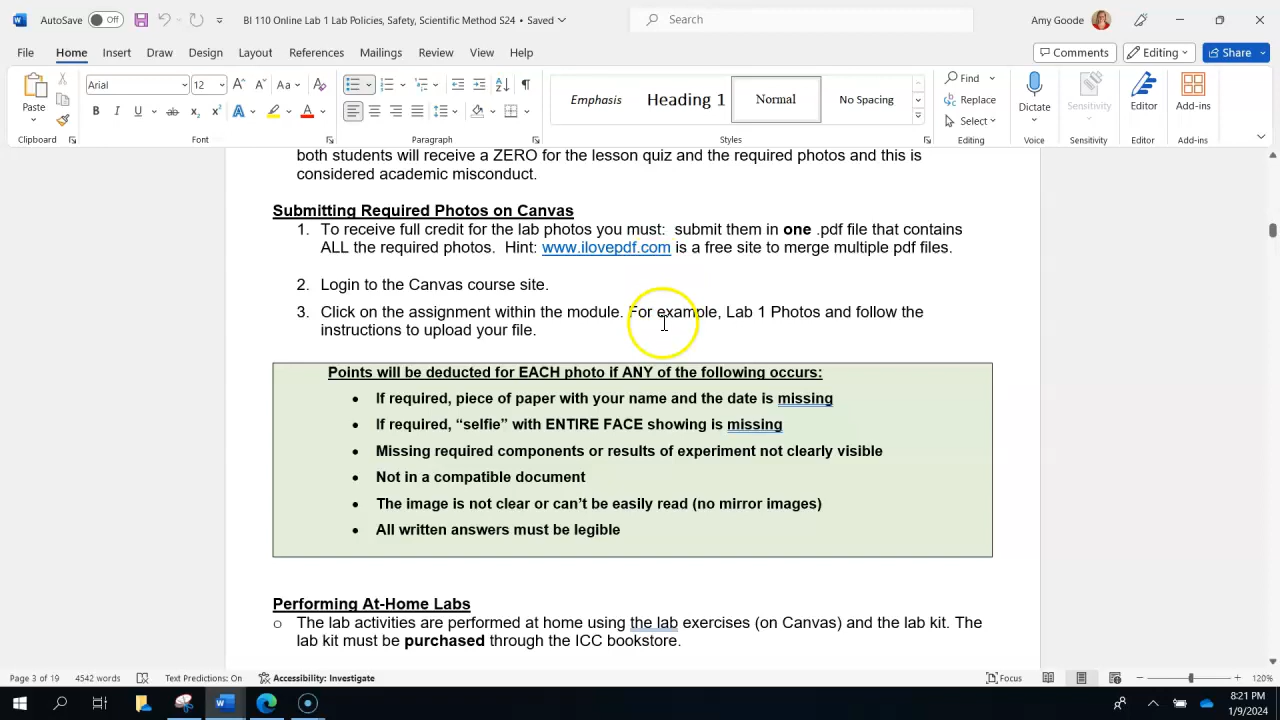 AutoSave Off BI 110 Online Lab 1 Lab Policies, Safety, Scientific Method S24 • Saved Search Amy Goode
File Home Insert Draw Design Layout References Mailings Review View Help Comments Editing Share
Paste Arial 12 A A Aa A Emphasis Heading 1 Normal No Spacing Find Replace Select Dictate Sensitivity Editor Add-ins
B I U ab x₂ x² A A
Clipboard Font Paragraph Styles Editing Voice Sensitivity Editor Add-ins
both students will receive a ZERO for the lesson quiz and the required photos and this is
considered academic misconduct.
Submitting Required Photos on Canvas
1. To receive full credit for the lab photos you must: submit them in one .pdf file that contains
ALL the required photos. Hint: www.ilovepdf.com is a free site to merge multiple pdf files.
2. Login to the Canvas course site.
3. Click on the assignment within the module. For example, Lab 1 Photos and follow the
instructions to upload your file.
Points will be deducted for EACH photo if ANY of the following occurs:
• If required, piece of paper with your name and the date is missing
• If required, “selfie” with ENTIRE FACE showing is missing
• Missing required components or results of experiment not clearly visible
• Not in a compatible document
• The image is not clear or can’t be easily read (no mirror images)
• All written answers must be legible
Performing At-Home Labs
o The lab activities are performed at home using the lab exercises (on Canvas) and the lab kit. The
lab kit must be purchased through the ICC bookstore.
Page 3 of 19 4542 words Text Predictions: On Accessibility: Investigate Focus 120%
8:21 PM
1/9/2024